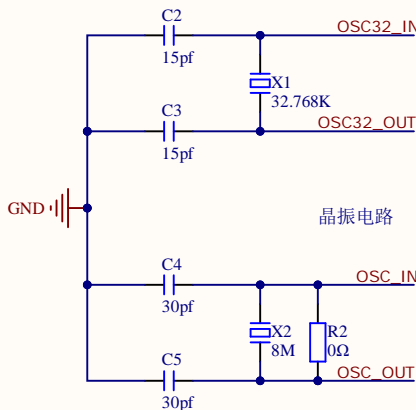 C2
OSC32_IN
15pf
X1
32.768K
C3
OSC32_OUT
15pf
GND
晶振电路
C4
OSC_IN
30pf
X2
R2
8M
0Ω
C5
OSC_OUT
30pf